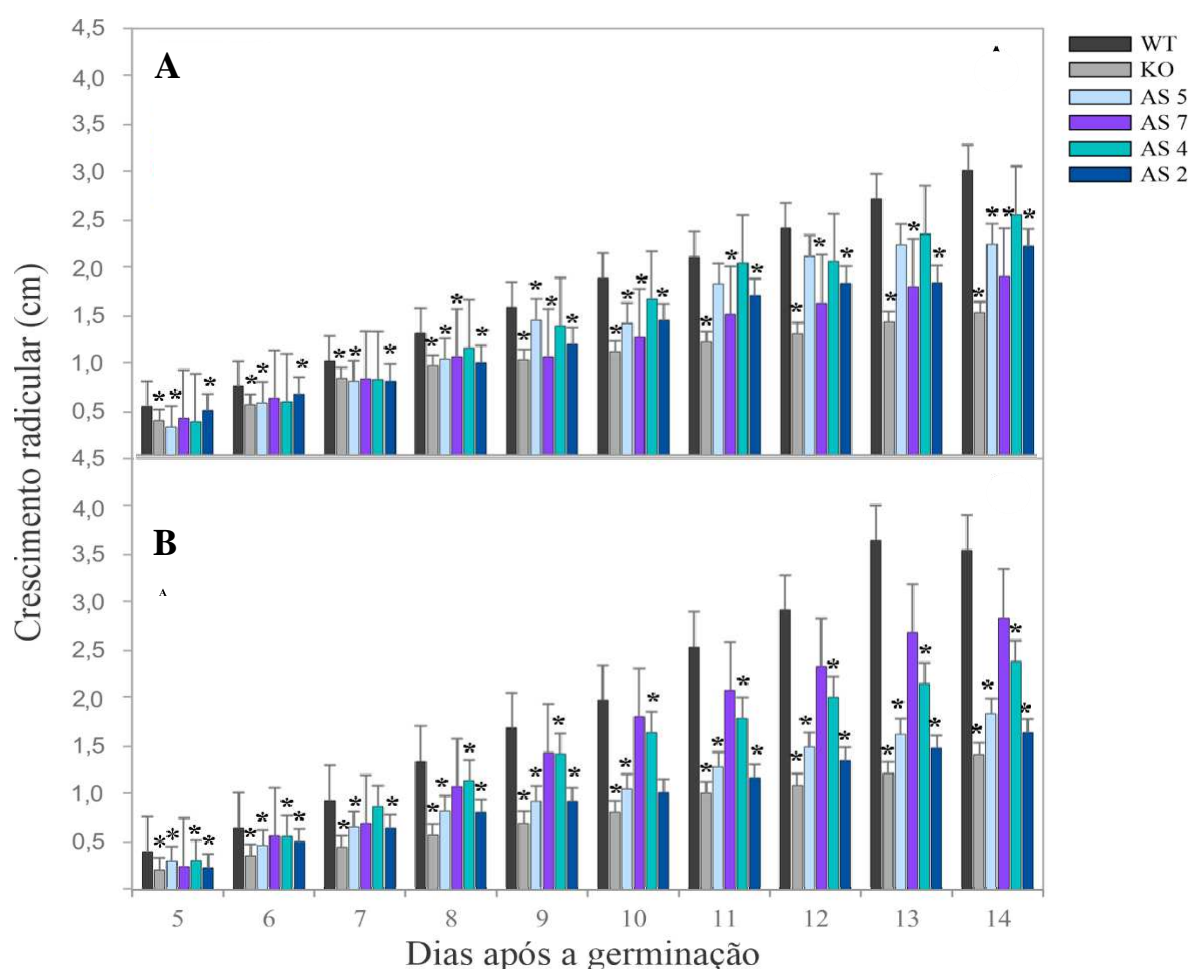 4,5
A
A
4,0
3,5
3,0
2,5
2,0
1,5
1,0
0,5
WT
KO
AS 5
AS 7
AS 4
AS 2
Crescimento radicular (cm)
4,5
4,0
B
A
3,5
3,0
2,5
2,0
1,5
1,0
0,5
* * * * * * * * * * * * * * * * * * * * * * * * * * * * * * * *
* * * * * * * * * * * * * * * * * * * * * * * * * * * * * * *
5 6 7 8 9 10 11 12 13 14
Dias após a germinação